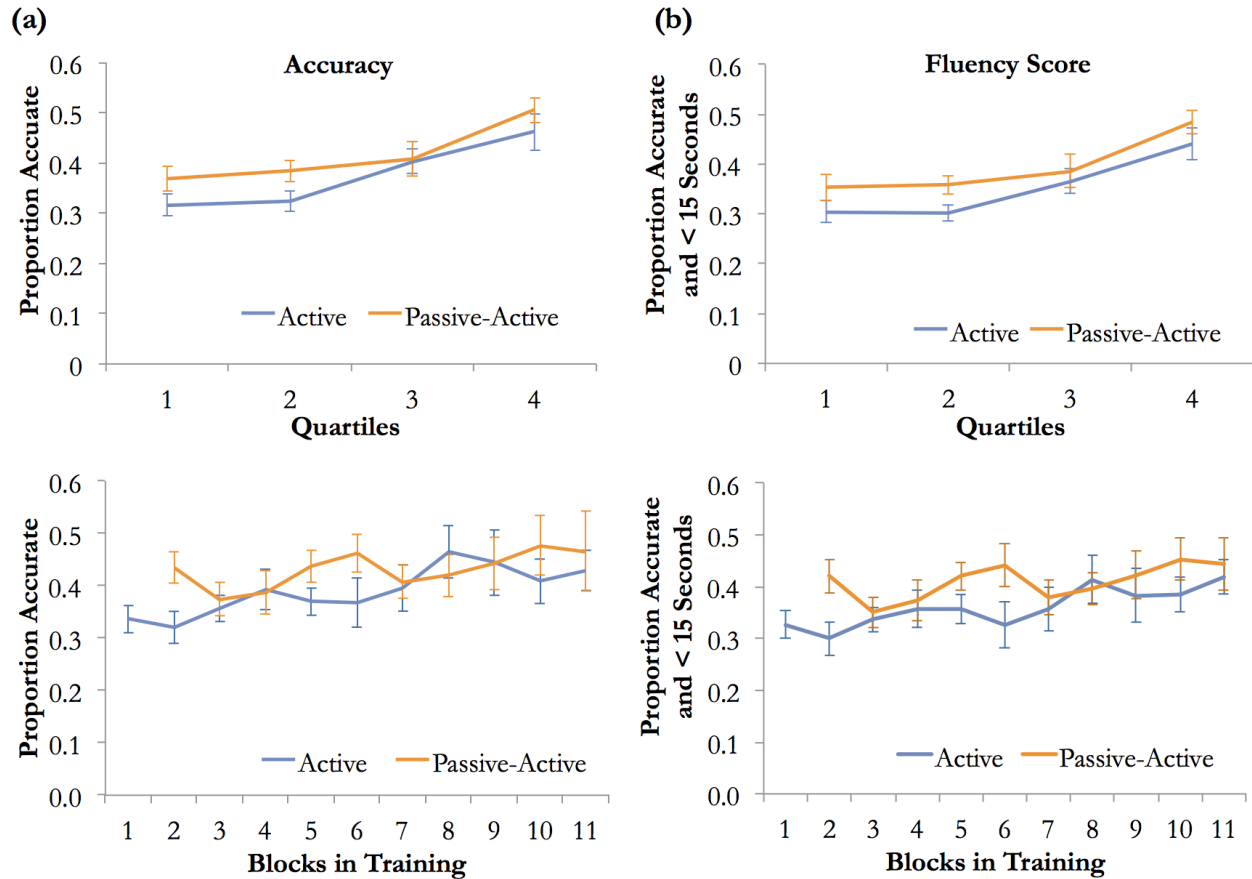 (a)
Accuracy
Proportion Accuate
0.6
0.5
0.4
0.3
0.2
0.1
0
Active
Passive-Active
1 2 3 4
Quartiles
(b)
Fluency Score
Proportion Accurate
and < 15 Seconds
0.6
0.5
0.4
0.3
0.2
0.1
0
Active
Passive-Active
1 2 3 4
Quartiles
Proportion Accurate
0.6
0.5
0.4
0.3
0.2
0.1
0.0
Active
Passive-Active
1 2 3 4 5 6 7 8 9 10 11
Blocks in Training
Proportion Accurate
and < 15 Seconds
0.6
0.5
0.4
0.3
0.2
0.1
0.0
Active
Passive-Active
1 2 3 4 5 6 7 8 9 10 11
Blocks in Training